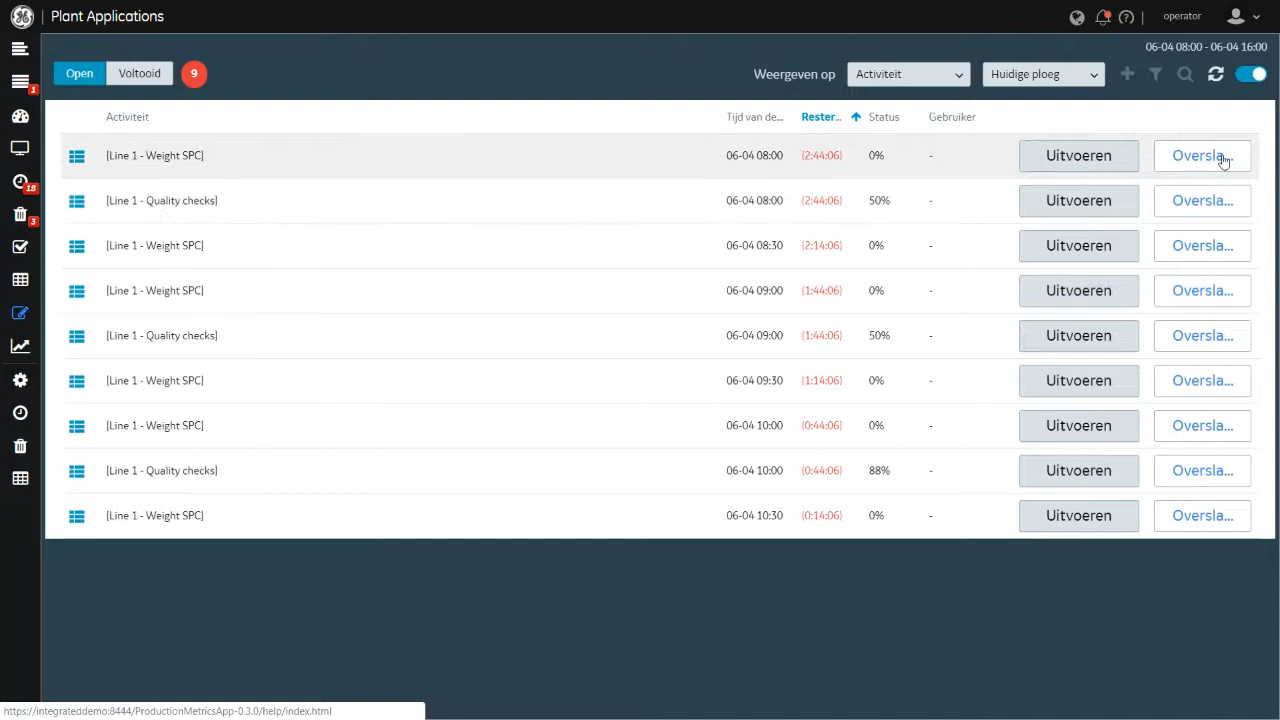 Plant Applications
operator
06-04 08:00 - 06-04 16:00
Open Voltooid 9 Weergeven op Activiteit Huidige ploeg
Activiteit Tijd van de... Rester... Status Gebruiker
[Line 1 - Weight SPC] 06-04 08:00 (2:44:06) 0% - Uitvoeren Oversla...
[Line 1 - Quality checks] 06-04 08:00 (2:44:06) 50% - Uitvoeren Oversla...
[Line 1 - Weight SPC] 06-04 08:30 (2:14:06) 0% - Uitvoeren Oversla...
[Line 1 - Weight SPC] 06-04 09:00 (1:44:06) 0% - Uitvoeren Oversla...
[Line 1 - Quality checks] 06-04 09:00 (1:44:06) 50% - Uitvoeren Oversla...
[Line 1 - Weight SPC] 06-04 09:30 (1:14:06) 0% - Uitvoeren Oversla...
[Line 1 - Weight SPC] 06-04 10:00 (0:44:06) 0% - Uitvoeren Oversla...
[Line 1 - Quality checks] 06-04 10:00 (0:44:06) 88% - Uitvoeren Oversla...
[Line 1 - Weight SPC] 06-04 10:30 (0:14:06) 0% - Uitvoeren Oversla...
1
18
3
https://integrateddemo:8444/ProductionMetricsApp-0.3.0/help/index.html